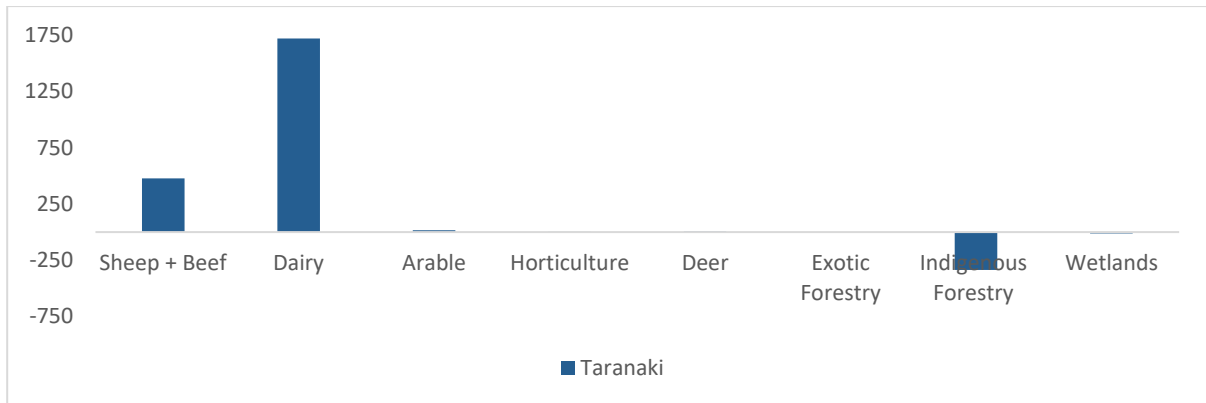 1750
1250
750
250
-250
-750
Sheep + Beef
Dairy
Arable
Horticulture
Deer
Exotic
Forestry
Indigenous
Forestry
Wetlands
Taranaki